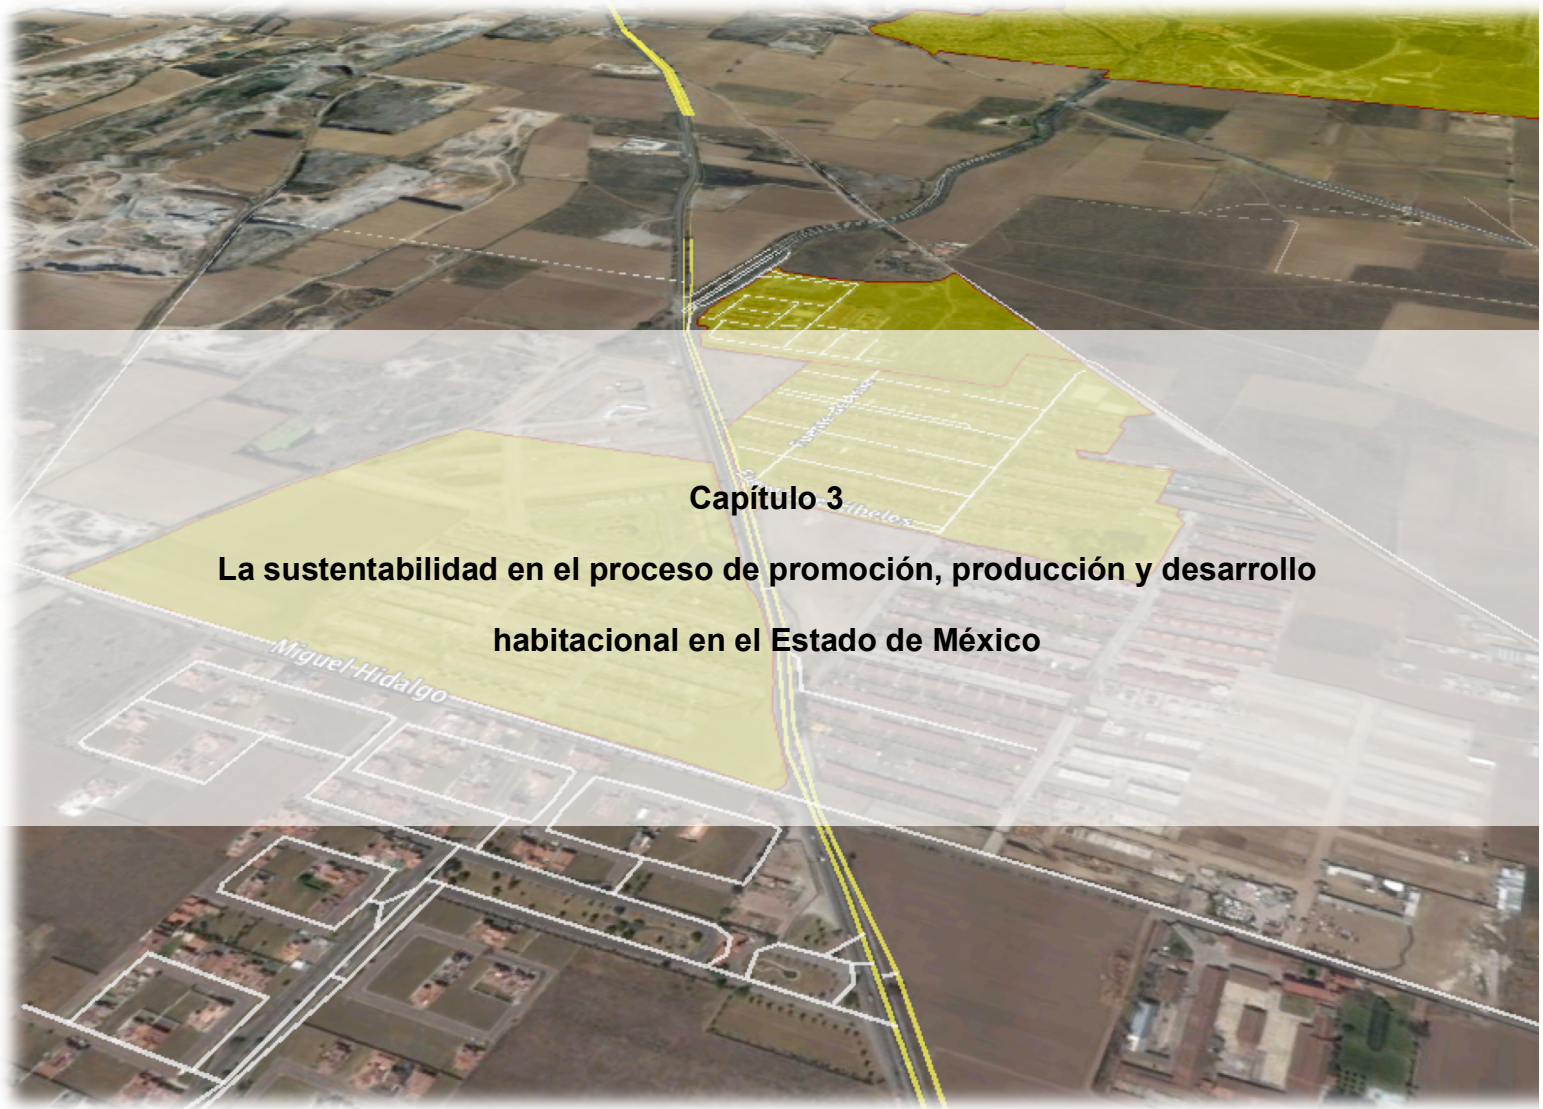 Capítulo 3
La sustentabilidad en el proceso de promoción, producción y desarrollo
habitacional en el Estado de México
Miguel-Hidalgo